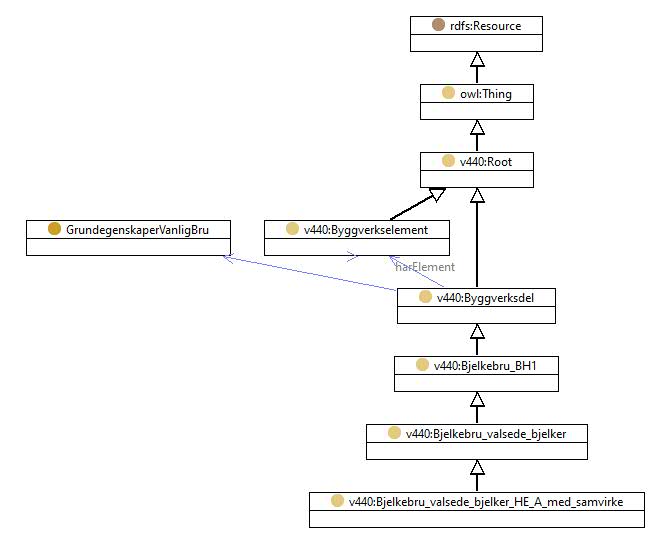 rdfs:Resource
owl:Thing
v440:Root
GrundegenskaperVanligBru
v440:Byggverkselement
harElement
v440:Byggverksdel
v440:Bjelkebru_BH1
v440:Bjelkebru_valsede_bjelker
v440:Bjelkebru_valsede_bjelker_HE_A_med_samvirke